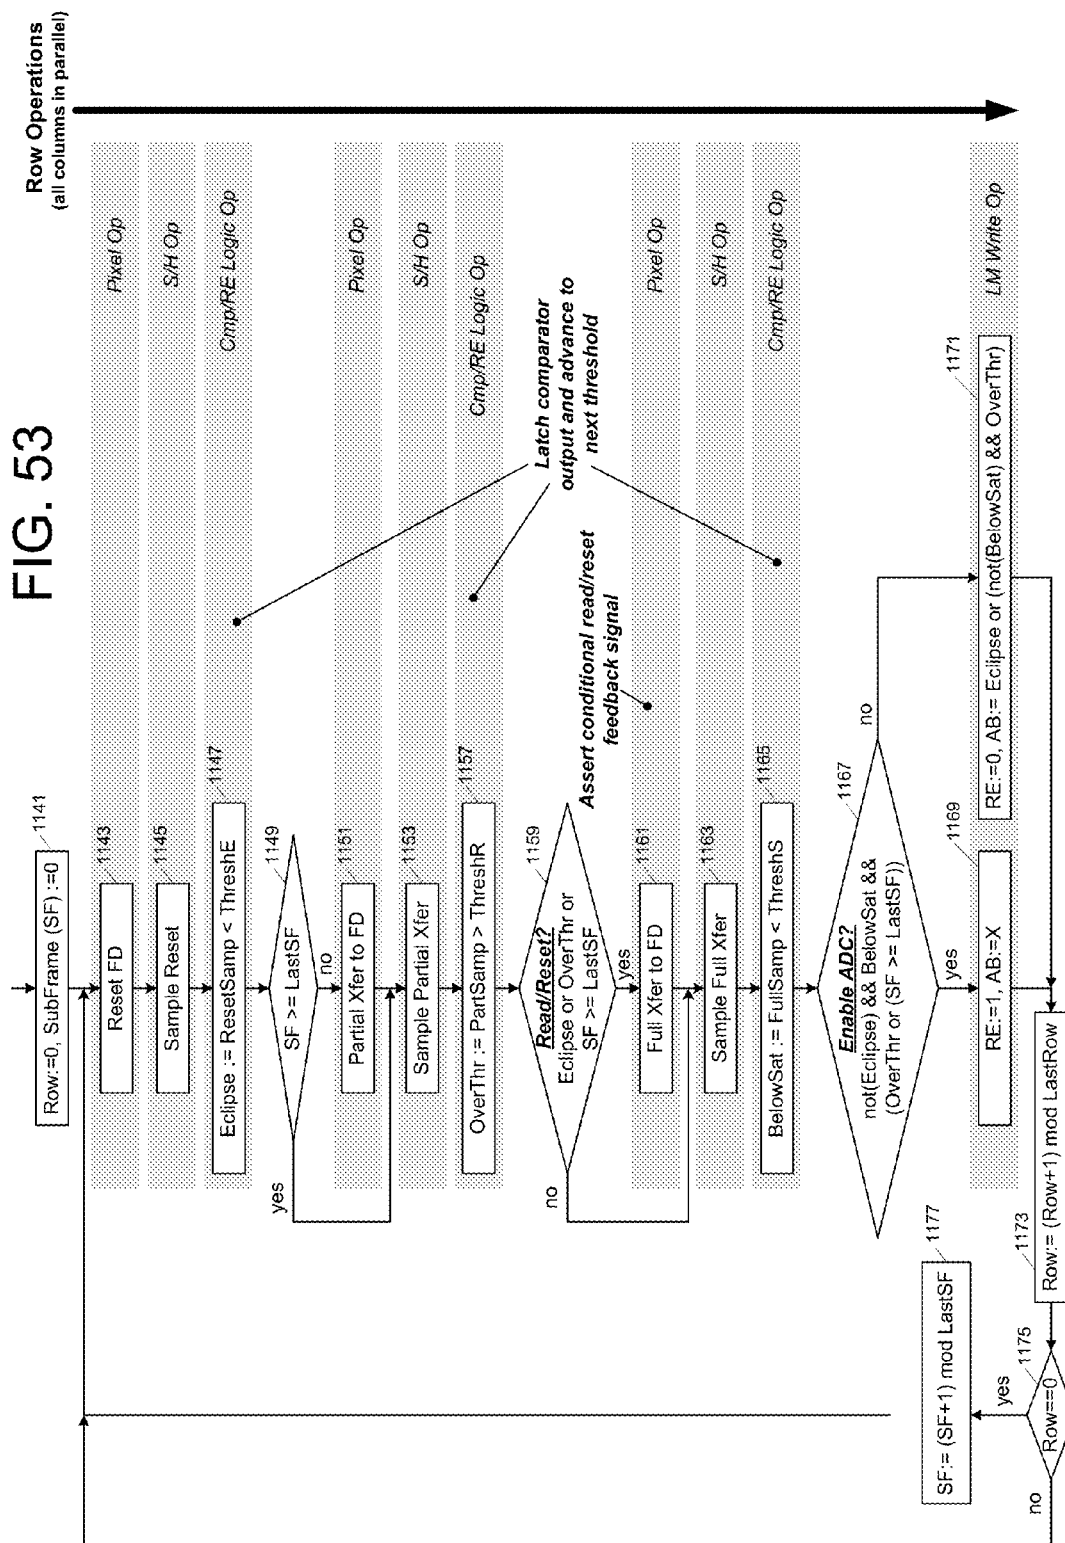 FIG. 53
Row Operations
(all columns in parallel)
1141
Row:=0, SubFrame (SF) :=0
1143
Reset FD
Pixel Op
1145
Sample Reset
S/H Op
1147
Eclipse := ResetSamp < ThreshE
Cmp/RE Logic Op
1149
SF >= LastSF
yes
no
1151
Partial Xfer to FD
Pixel Op
1153
Sample Partial Xfer
S/H Op
1157
OverThr := PartSamp > ThreshR
Cmp/RE Logic Op
Latch comparator
output and advance to
next threshold
1159
Read/Reset?
Eclipse or OverThr or
SF >= LastSF
no
yes
Assert conditional read/reset
feedback signal
1161
Full Xfer to FD
Pixel Op
1163
Sample Full Xfer
S/H Op
1165
BelowSat := FullSamp < ThreshS
Cmp/RE Logic Op
1167
Enable ADC?
not(Eclipse) && BelowSat &&
(OverThr or (SF >= LastSF))
no
yes
1169
RE:=1, AB:=X
1171
RE:=0, AB:= Eclipse or (not(BelowSat) && OverThr)
LM Write Op
1173
Row:= (Row+1) mod LastRow
1175
Row==0
yes
no
1177
SF:= (SF+1) mod LastSF